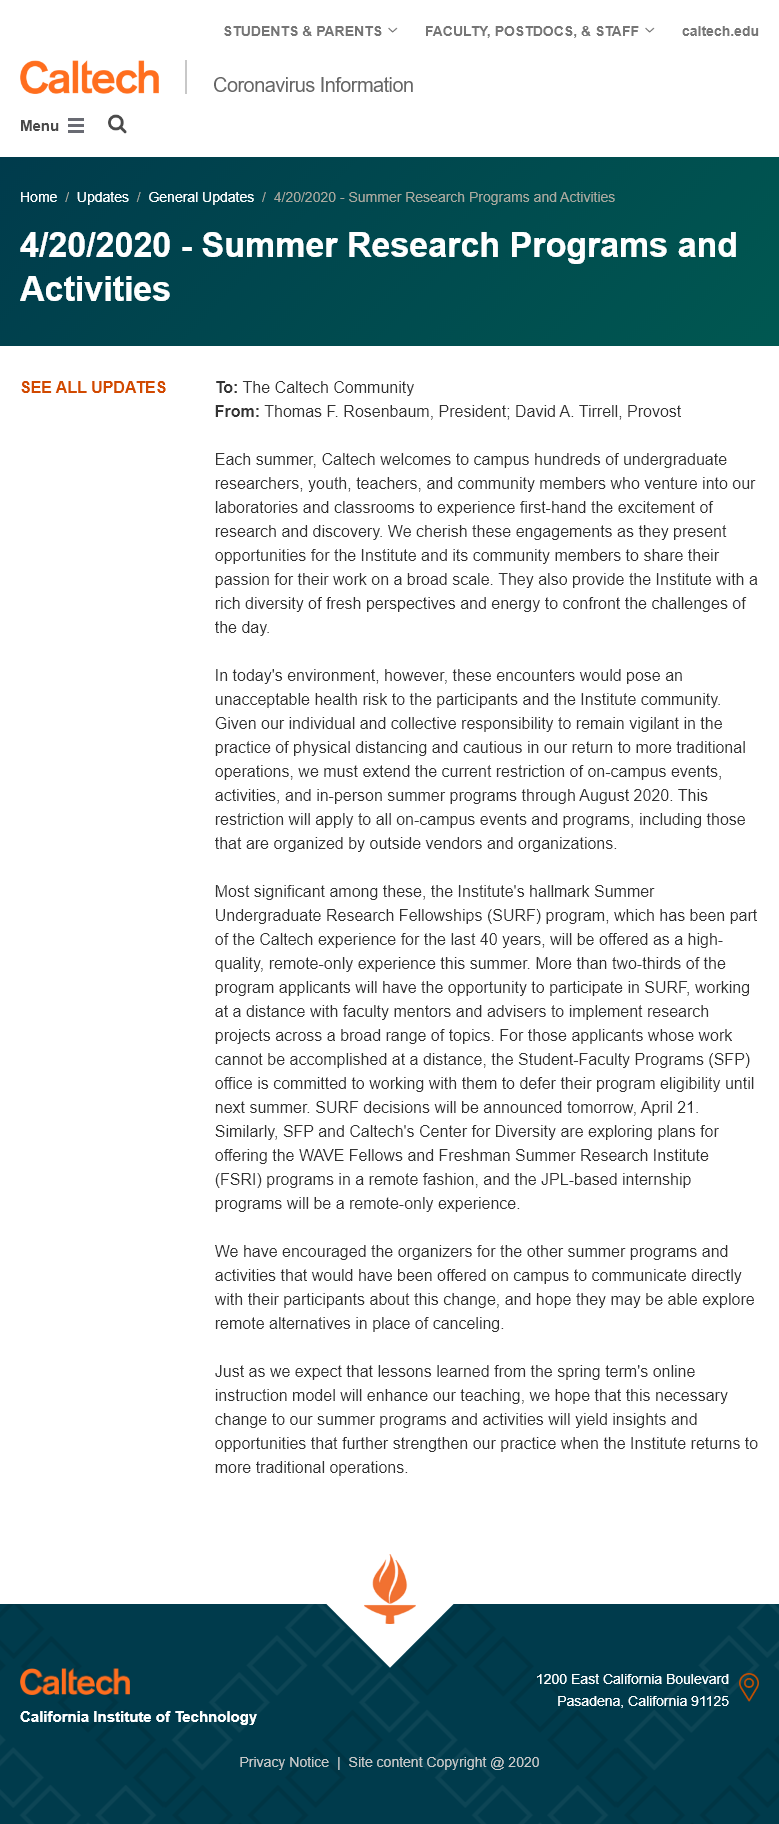 STUDENTS & PARENTS
FACULTY, POSTDOCS, & STAFF
caltech.edu
Caltech
Coronavirus Information
Menu
Home / Updates / General Updates / 4/20/2020 - Summer Research Programs and Activities
4/20/2020 - Summer Research Programs and
Activities
SEE ALL UPDATES
To: The Caltech Community
From: Thomas F. Rosenbaum, President; David A. Tirrell, Provost
Each summer, Caltech welcomes to campus hundreds of undergraduate
researchers, youth, teachers, and community members who venture into our
laboratories and classrooms to experience first-hand the excitement of
research and discovery. We cherish these engagements as they present
opportunities for the Institute and its community members to share their
passion for their work on a broad scale. They also provide the Institute with a
rich diversity of fresh perspectives and energy to confront the challenges of
the day.
In today's environment, however, these encounters would pose an
unacceptable health risk to the participants and the Institute community.
Given our individual and collective responsibility to remain vigilant in the
practice of physical distancing and cautious in our return to more traditional
operations, we must extend the current restriction of on-campus events,
activities, and in-person summer programs through August 2020. This
restriction will apply to all on-campus events and programs, including those
that are organized by outside vendors and organizations.
Most significant among these, the Institute's hallmark Summer
Undergraduate Research Fellowships (SURF) program, which has been part
of the Caltech experience for the last 40 years, will be offered as a high-
quality, remote-only experience this summer. More than two-thirds of the
program applicants will have the opportunity to participate in SURF, working
at a distance with faculty mentors and advisers to implement research
projects across a broad range of topics. For those applicants whose work
cannot be accomplished at a distance, the Student-Faculty Programs (SFP)
office is committed to working with them to defer their program eligibility until
next summer. SURF decisions will be announced tomorrow, April 21.
Similarly, SFP and Caltech's Center for Diversity are exploring plans for
offering the WAVE Fellows and Freshman Summer Research Institute
(FSRI) programs in a remote fashion, and the JPL-based internship
programs will be a remote-only experience.
We have encouraged the organizers for the other summer programs and
activities that would have been offered on campus to communicate directly
with their participants about this change, and hope they may be able explore
remote alternatives in place of canceling.
Just as we expect that lessons learned from the spring term's online
instruction model will enhance our teaching, we hope that this necessary
change to our summer programs and activities will yield insights and
opportunities that further strengthen our practice when the Institute returns to
more traditional operations.
Caltech
California Institute of Technology
1200 East California Boulevard
Pasadena, California 91125
Privacy Notice | Site content Copyright @ 2020